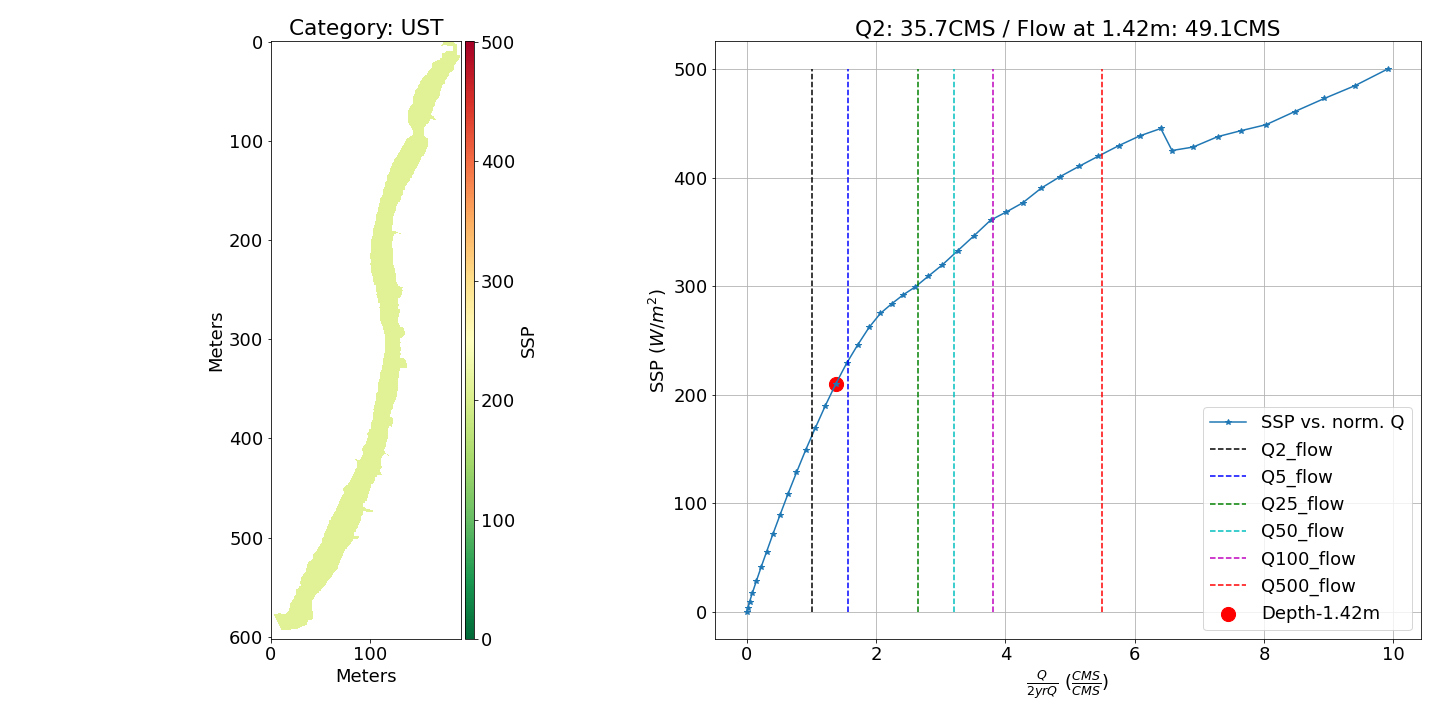 Category: UST
0
100
200
300
400
500
600
Meters
0
100
Meters
500
400
300
200
100
0
SSP
Q2: 35.7CMS / Flow at 1.42m: 49.1CMS
500
400
300
200
100
0
SSP (W/m²)
0
2
4
6
8
10
Q/2yrQ (CMS/CMS)
SSP vs. norm. Q
Q2_flow
Q5_flow
Q25_flow
Q50_flow
Q100_flow
Q500_flow
Depth-1.42m